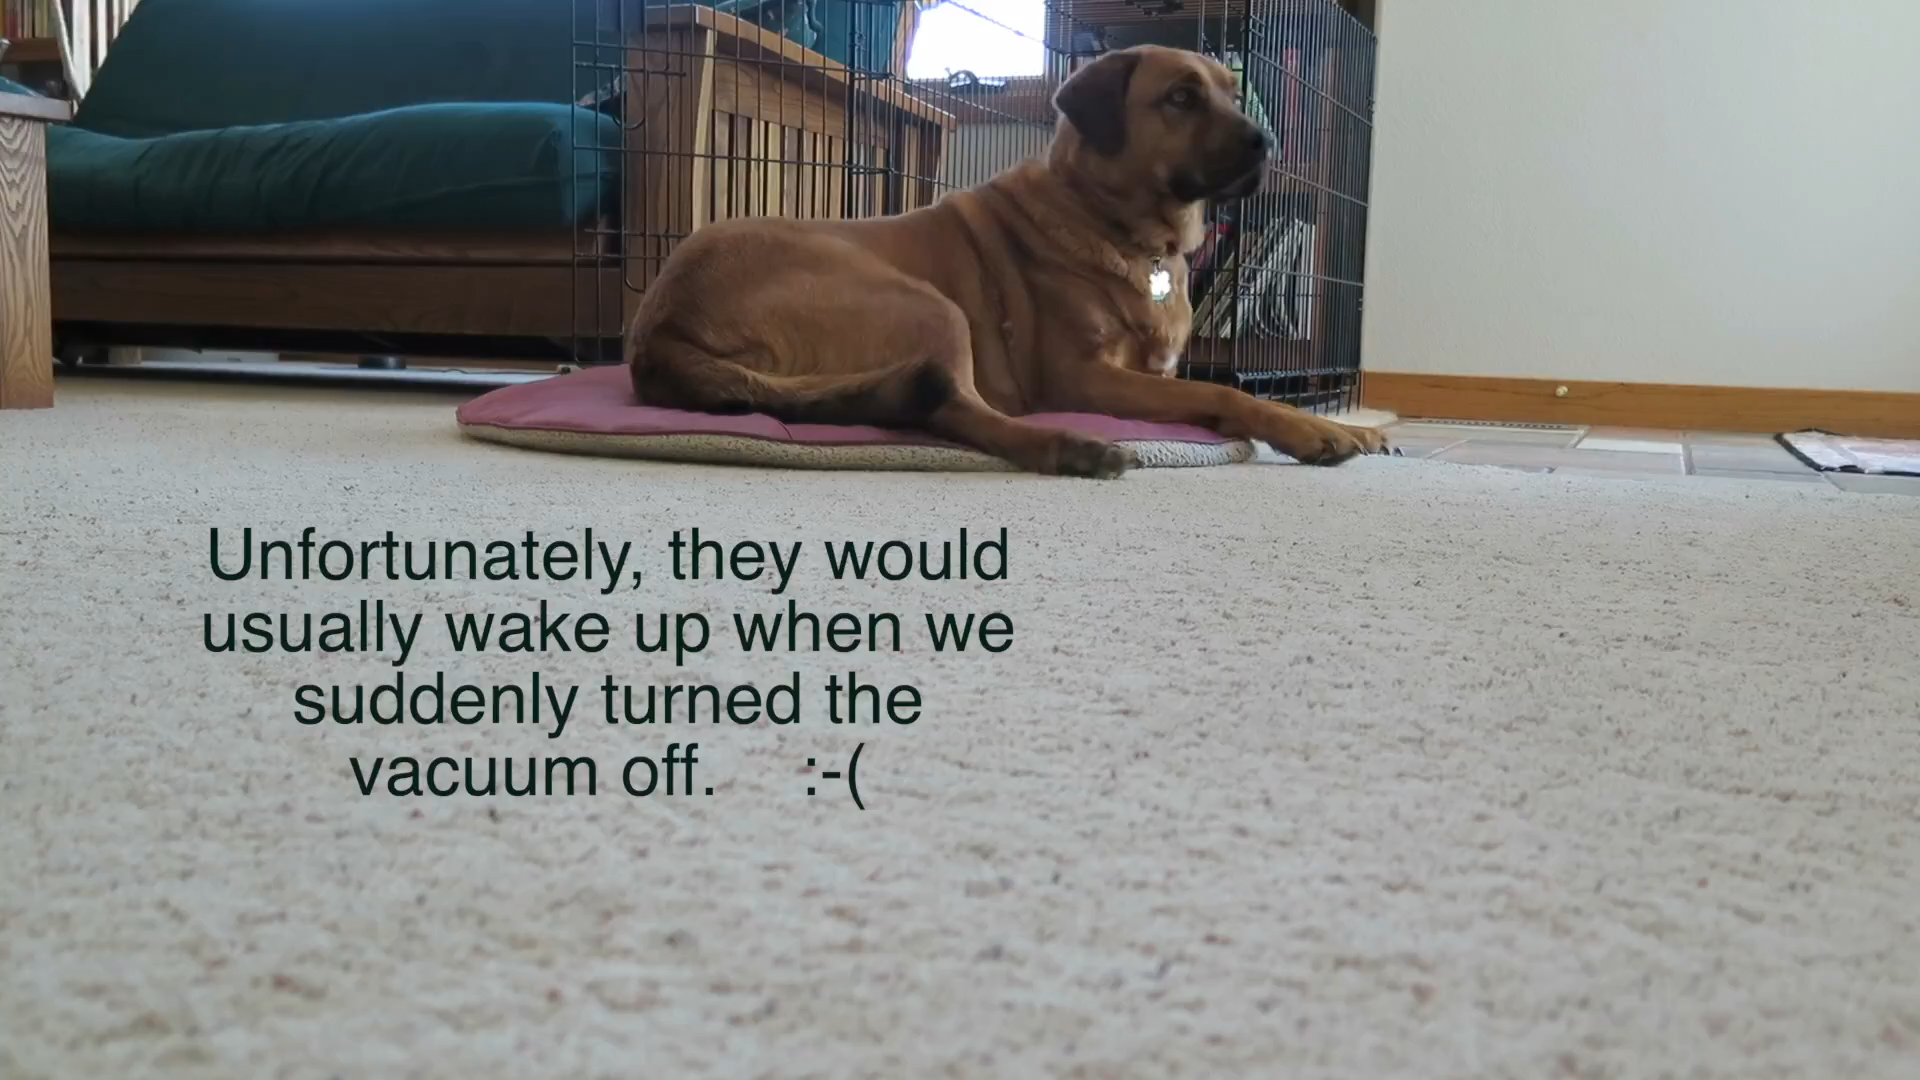 Unfortunately, they would
usually wake up when we
suddenly turned the
vacuum off. :-(